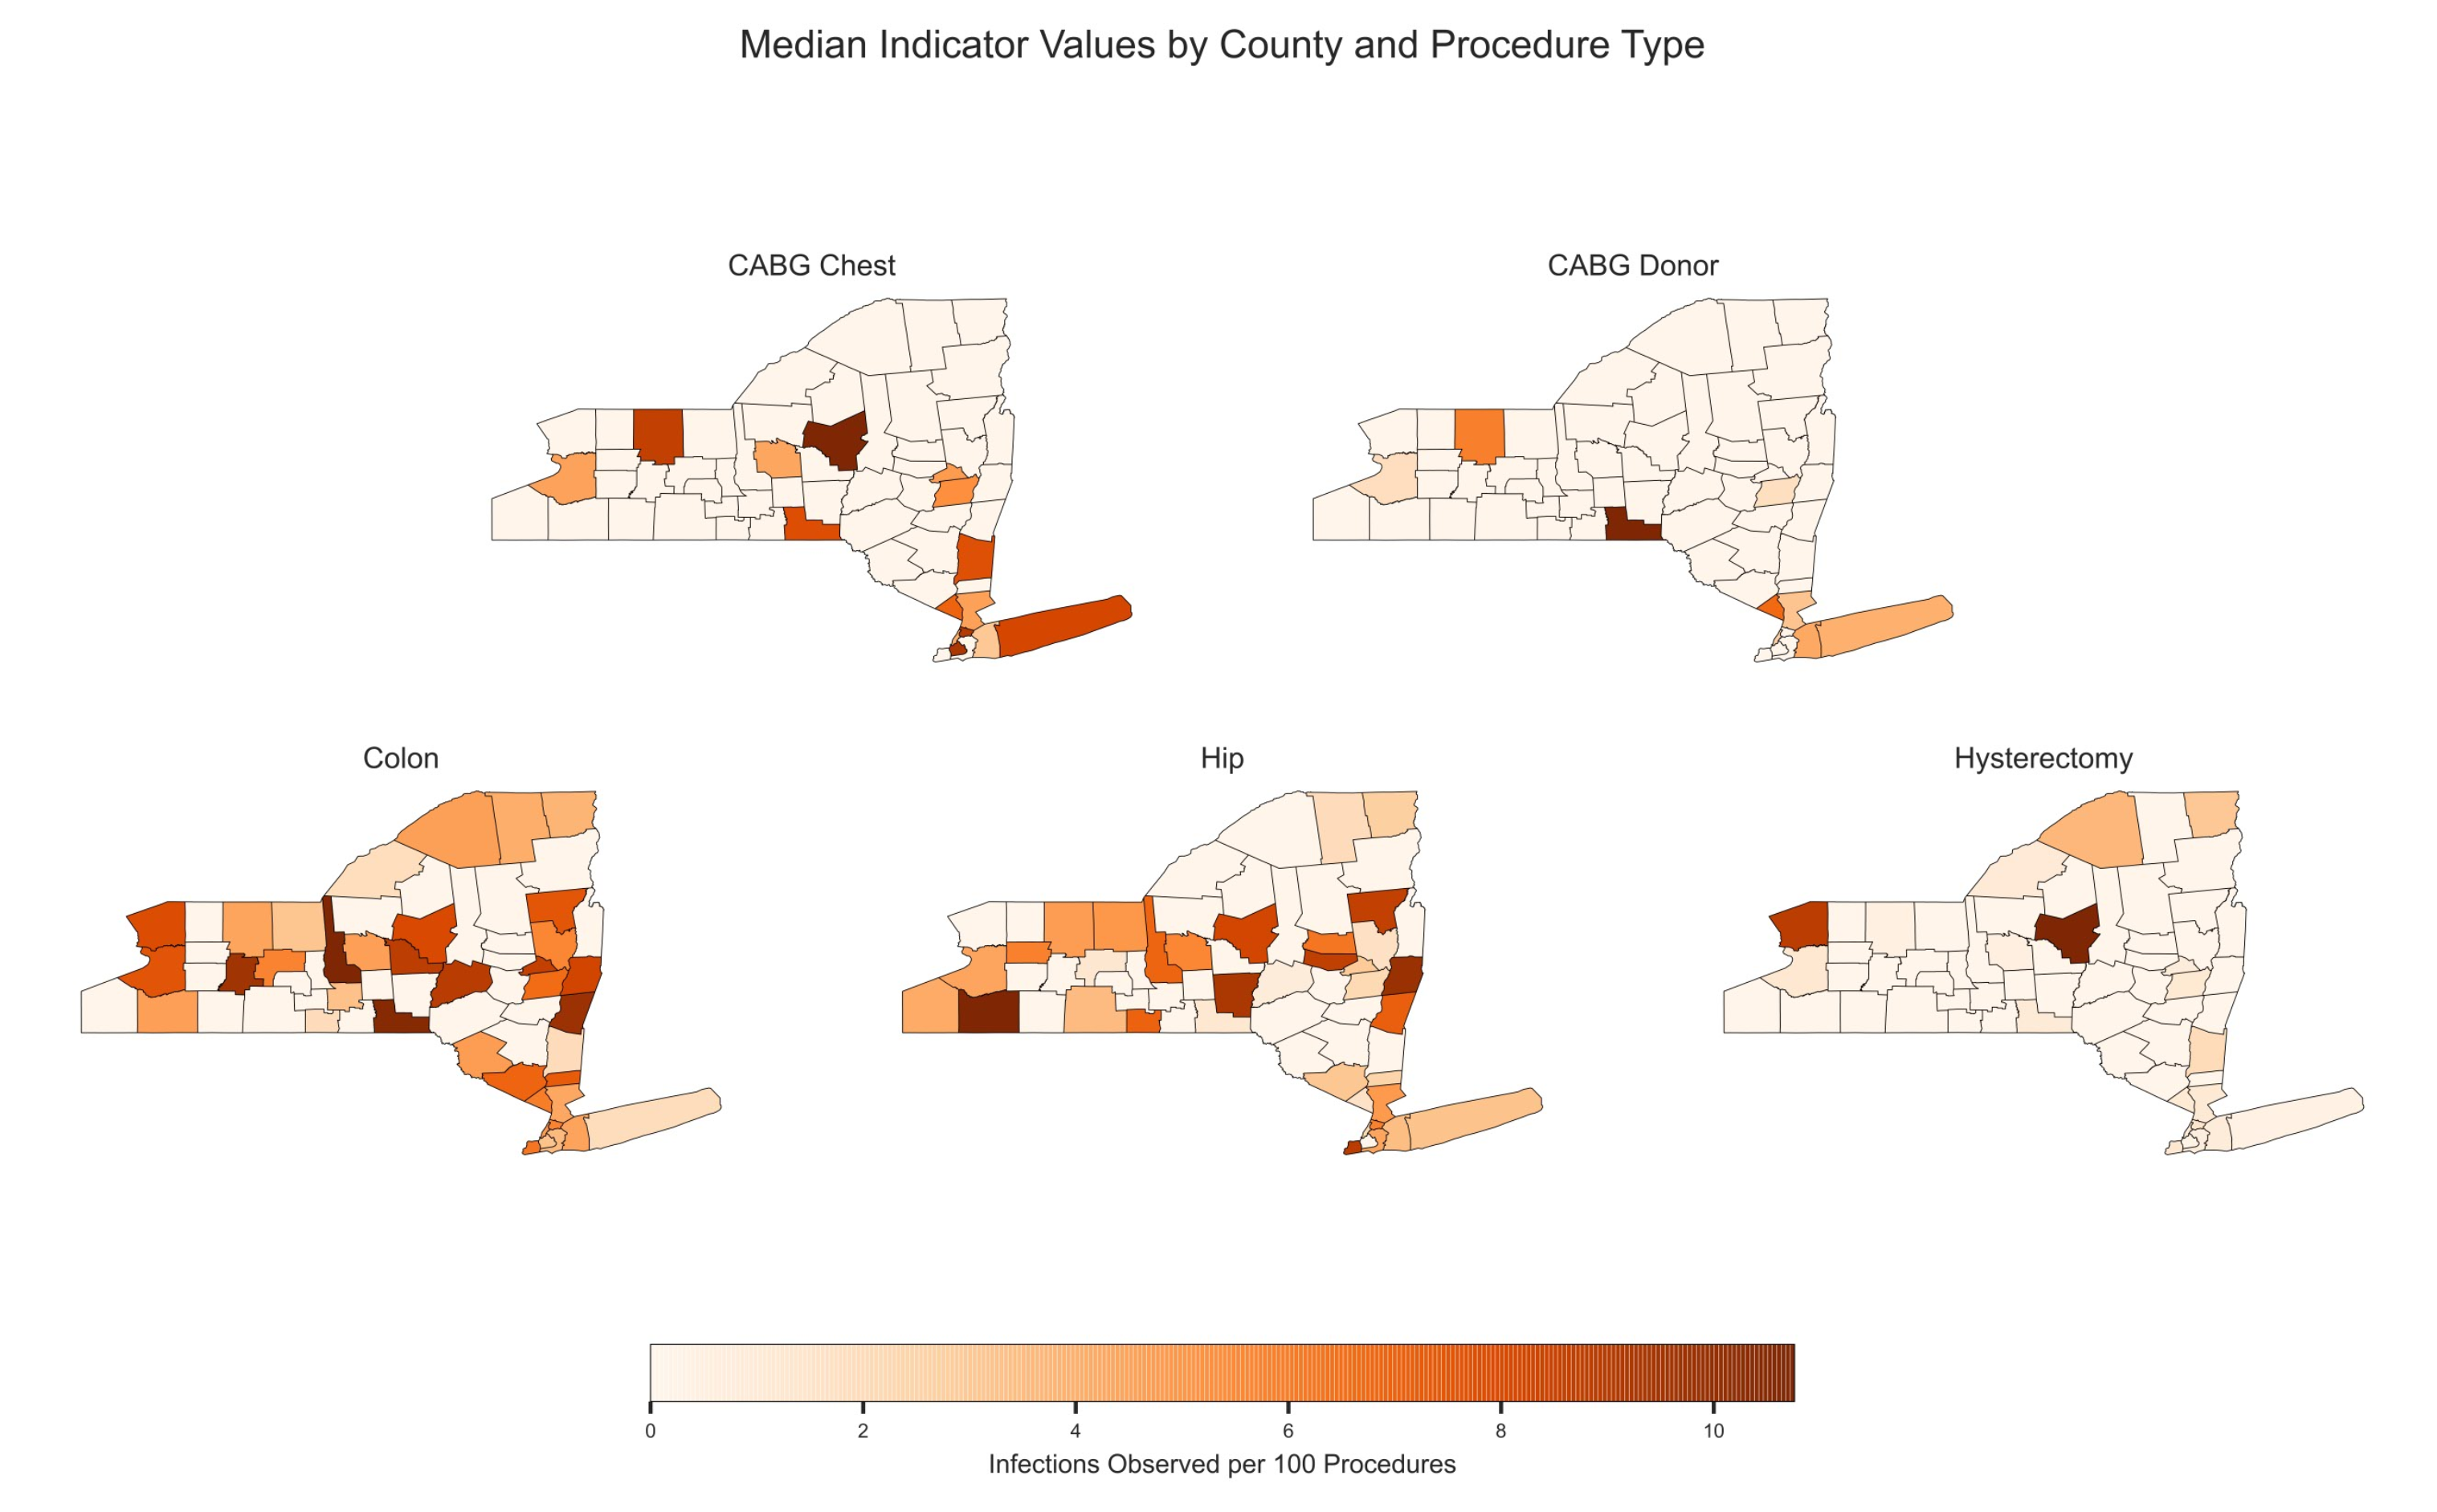 Median Indicator Values by County and Procedure Type
CABG Chest
CABG Donor
Colon
Hip
Hysterectomy
0 2 4 6 8 10
Infections Observed per 100 Procedures